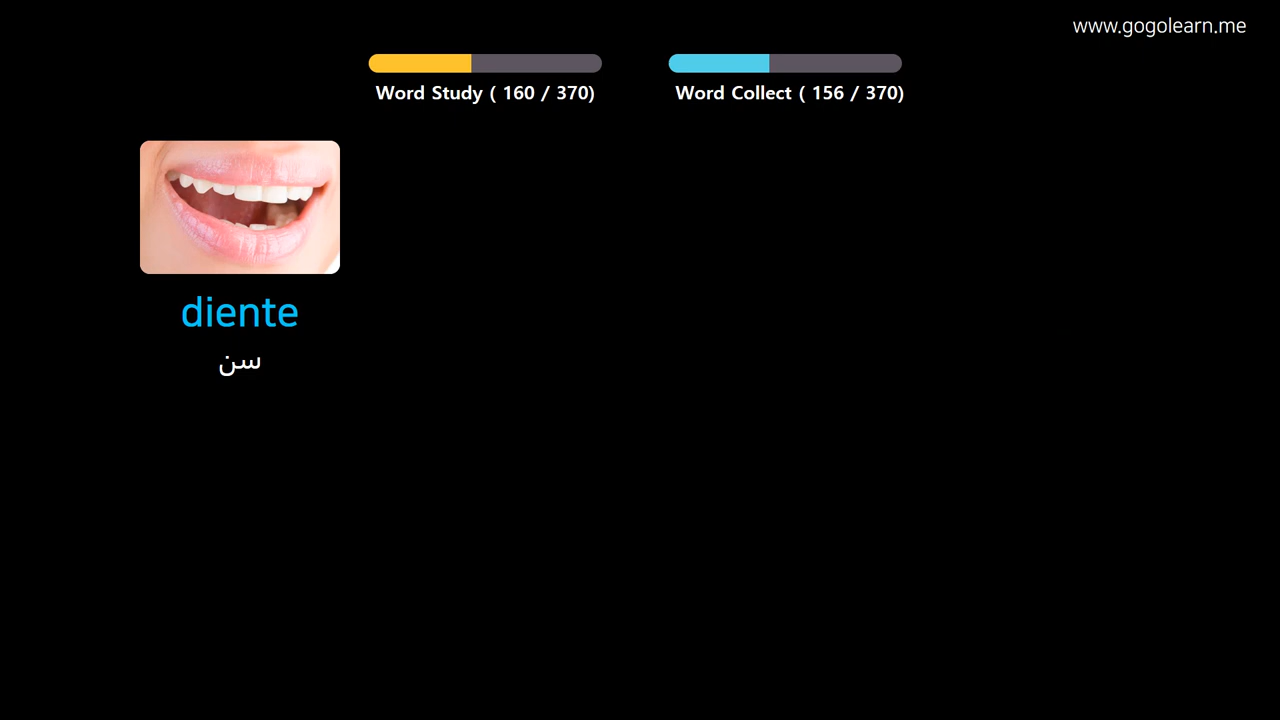 www.gogolearn.me
Word Study ( 160 / 370)
Word Collect ( 156 / 370)
diente
سن